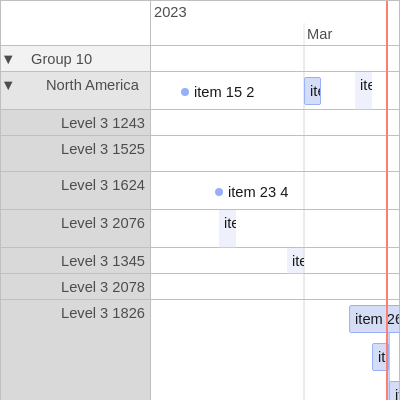 2023
Mar
▼ Group 10
▼ North America
item 15 2
ite
ite
Level 3 1243
Level 3 1525
Level 3 1624
item 23 4
Level 3 2076
ite
Level 3 1345
ite
Level 3 2078
Level 3 1826
item 26
it
i